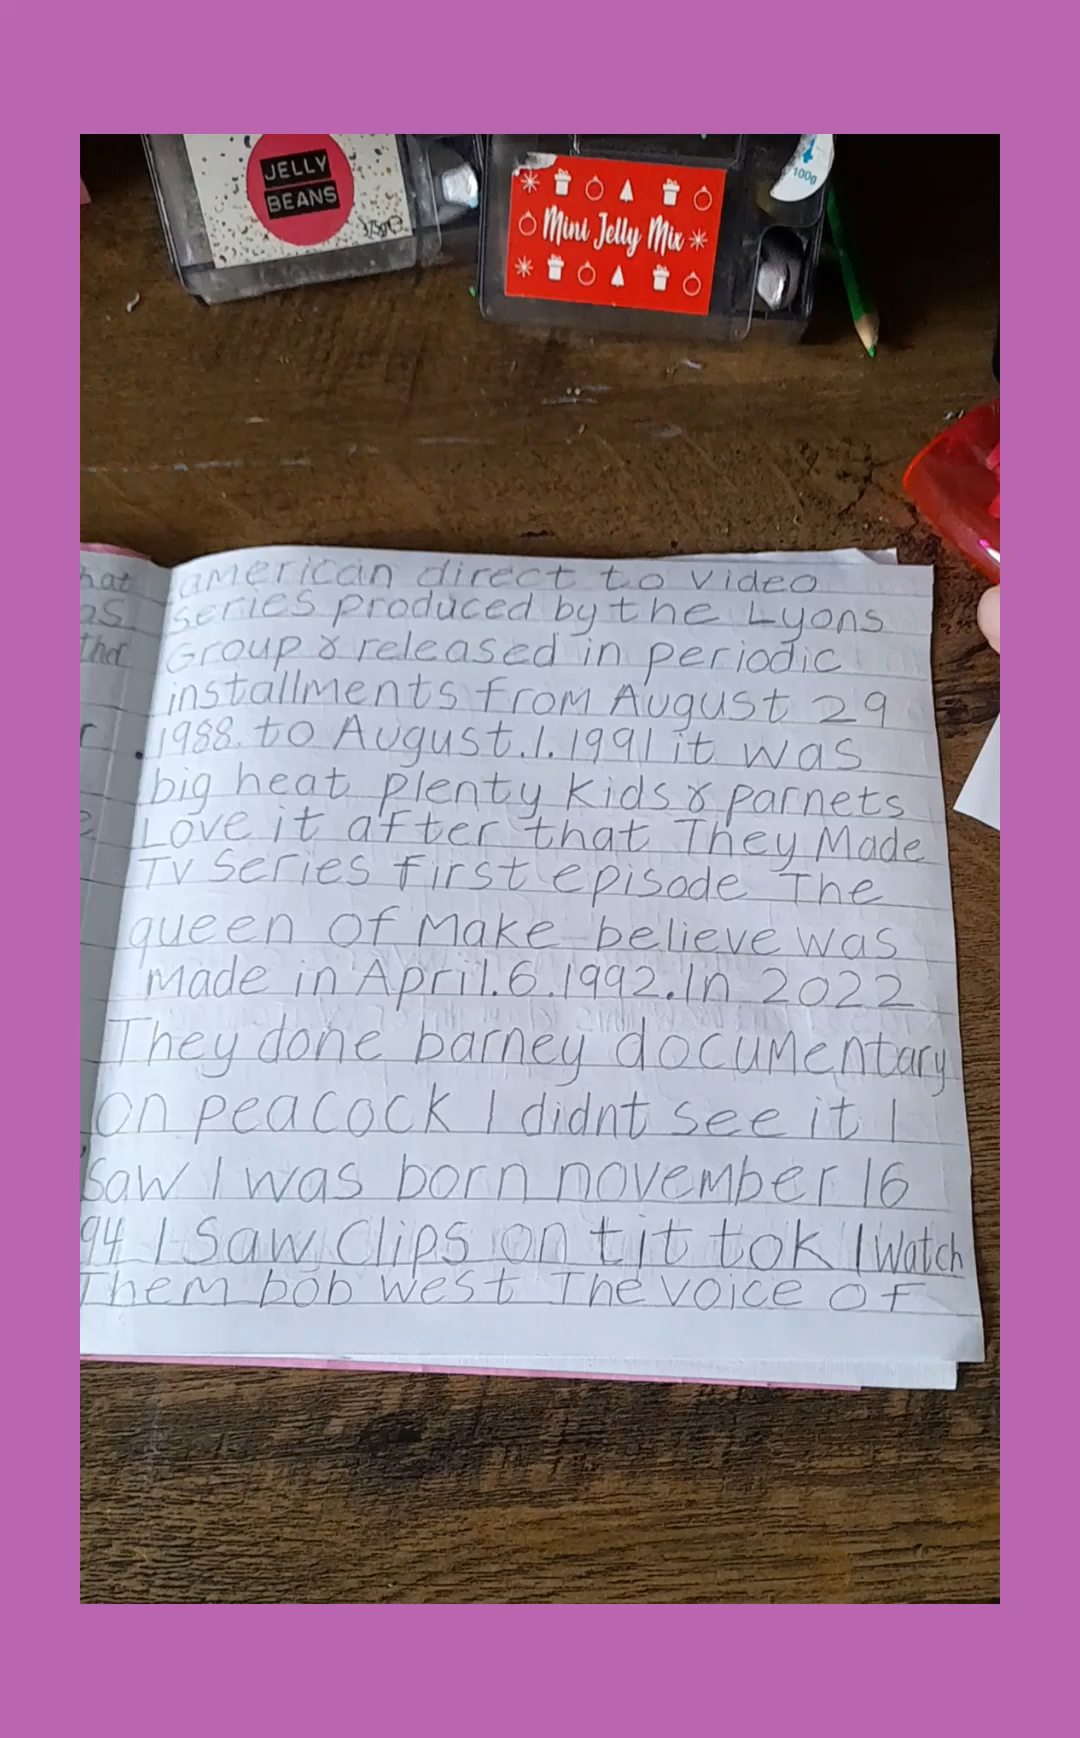 JELLY
BEANS
Mini Jelly Mix
100g
hat
as
ther
american direct to video
series produced by the Lyons
Group & released in periodic
installments from August 29
.1988. to August.1.1991 it was
big heat plenty kids & parnets
Love it after that They Made
TV series first episode The
queen of Make believe was
Made in April.6.1992.In 2022
They done barney documentary
on peacock I didnt see it I
saw I was born november 16
94 I Saw Clips on tit tok I watch
Them bob west The voice of